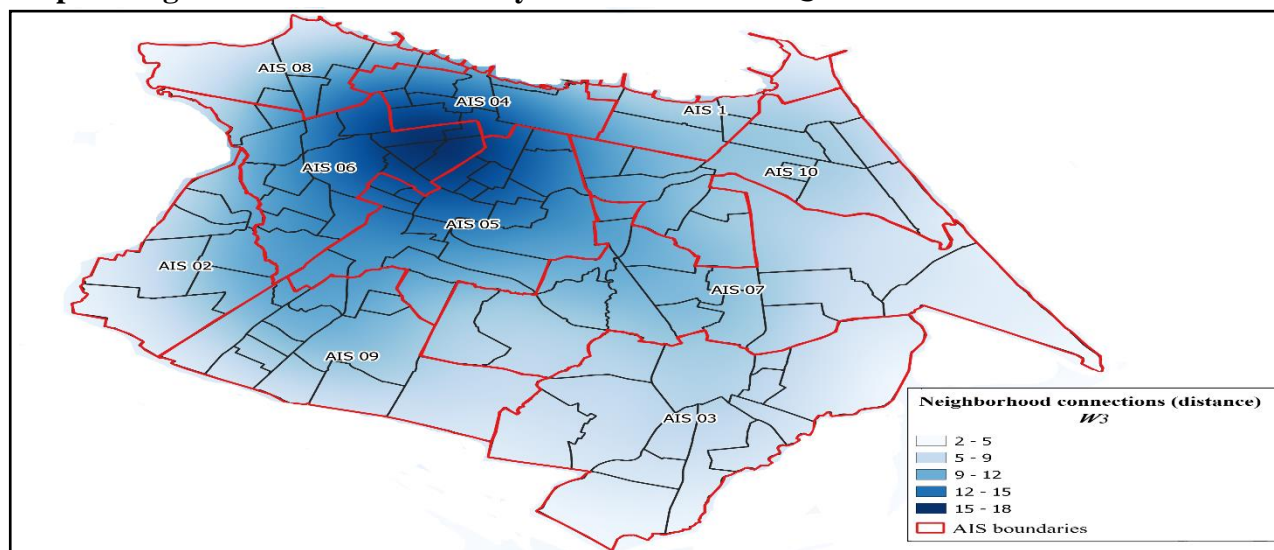 AIS 08
AIS 04
AIS 1
AIS 06
AIS 10
AIS 05
AIS 02
AIS 07
AIS 09
AIS 03
Neighborhood connections (distance)
W3
2 - 5
5 - 9
9 - 12
12 - 15
15 - 18
AIS boundaries